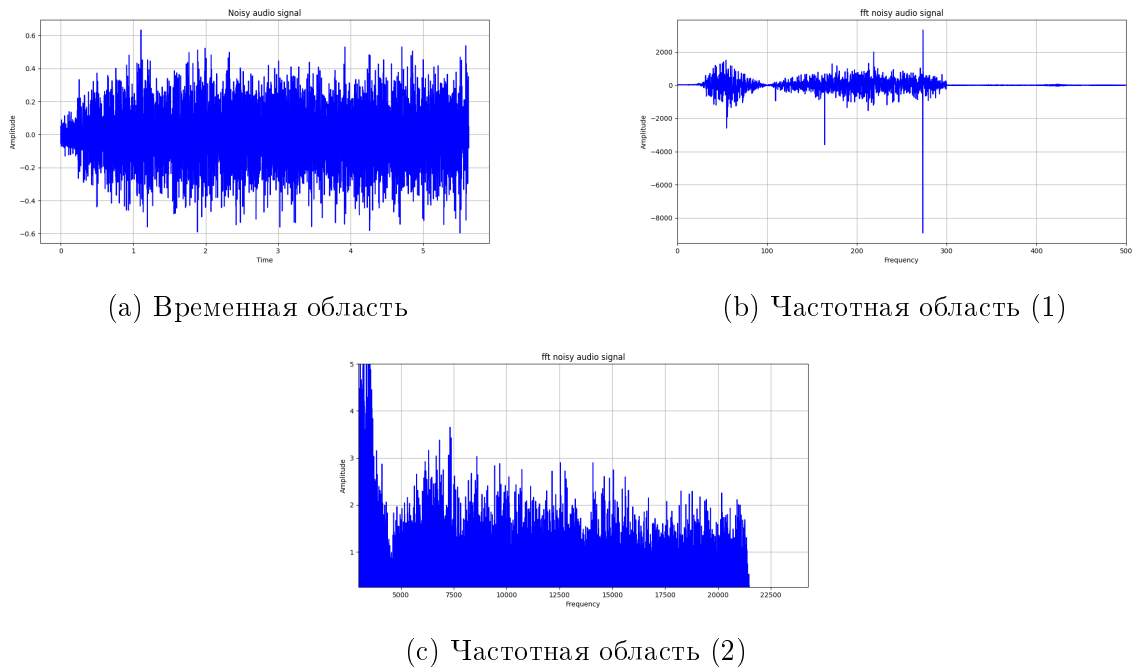 Noisy audio signal
0.6
0.4
0.2
0.0
−0.2
−0.4
−0.6
Amplitude
0 1 2 3 4 5
Time
(a) Временная область
fft noisy audio signal
2000
0
−2000
−4000
−6000
−8000
Amplitude
0 100 200 300 400 500
Frequency
(b) Частотная область (1)
fft noisy audio signal
5
4
3
2
1
Amplitude
5000 7500 10000 12500 15000 17500 20000 22500
Frequency
(c) Частотная область (2)